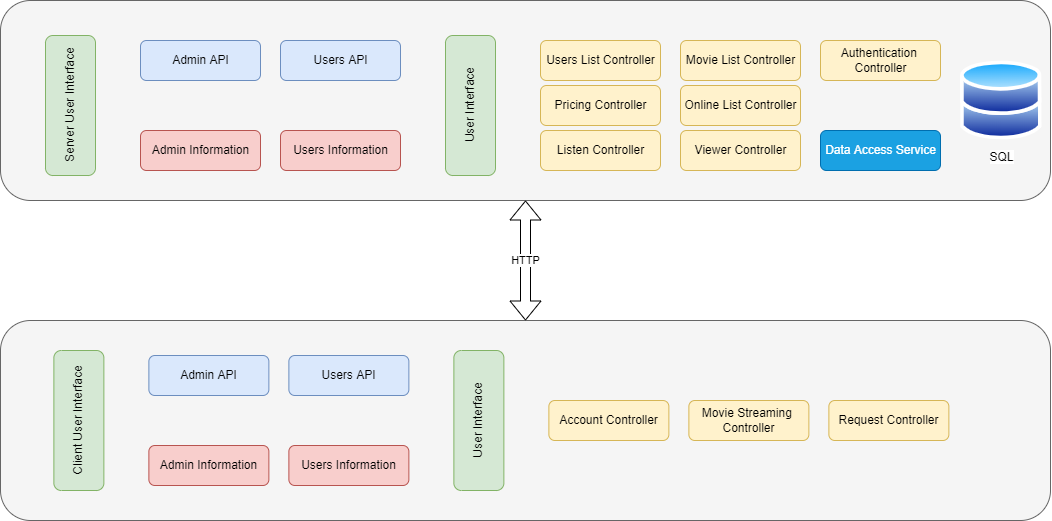 Server User Interface
Admin API
Users API
Admin Information
Users Information
User Interface
Users List Controller
Movie List Controller
Authentication
Controller
Pricing Controller
Online List Controller
Listen Controller
Viewer Controller
Data Access Service
SQL
HTTP
Client User Interface
Admin API
Users API
Admin Information
Users Information
User Interface
Account Controller
Movie Streaming
Controller
Request Controller